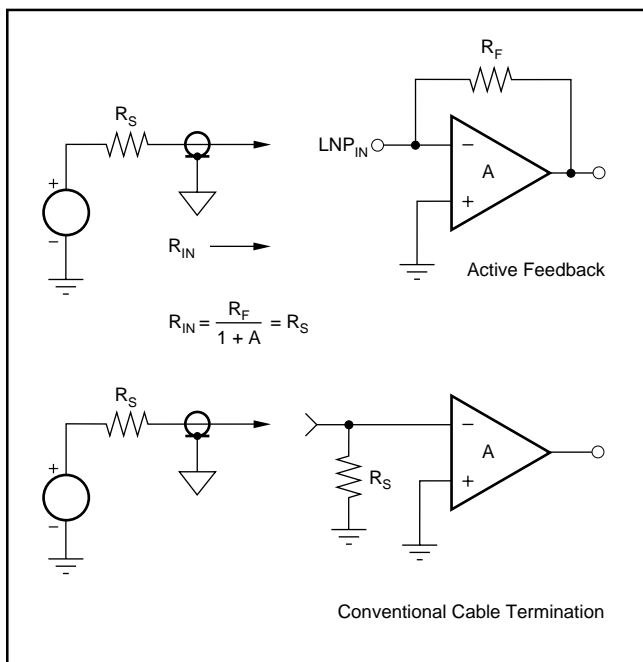 R_F
R_S
LNP_IN
−
A
+
+
−
R_IN
Active Feedback
R_IN = R_F / (1 + A) = R_S
R_S
−
A
+
R_S
+
−
Conventional Cable Termination